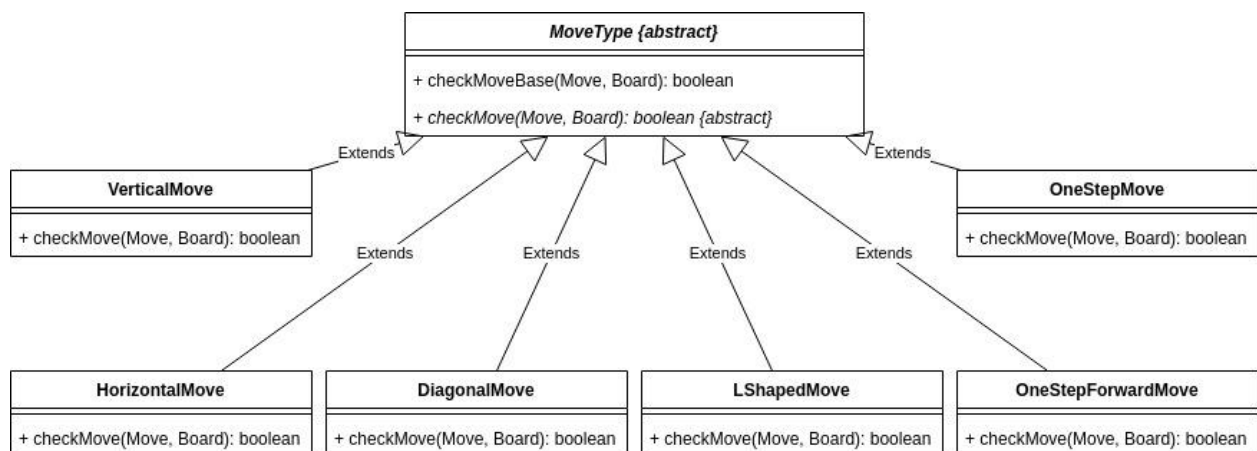 MoveType {abstract}
+ checkMoveBase(Move, Board): boolean
+ checkMove(Move, Board): boolean {abstract}
Extends
Extends
VerticalMove
+ checkMove(Move, Board): boolean
OneStepMove
+ checkMove(Move, Board): boolean
Extends
Extends
Extends
Extends
HorizontalMove
+ checkMove(Move, Board): boolean
DiagonalMove
+ checkMove(Move, Board): boolean
LShapedMove
+ checkMove(Move, Board): boolean
OneStepForwardMove
+ checkMove(Move, Board): boolean